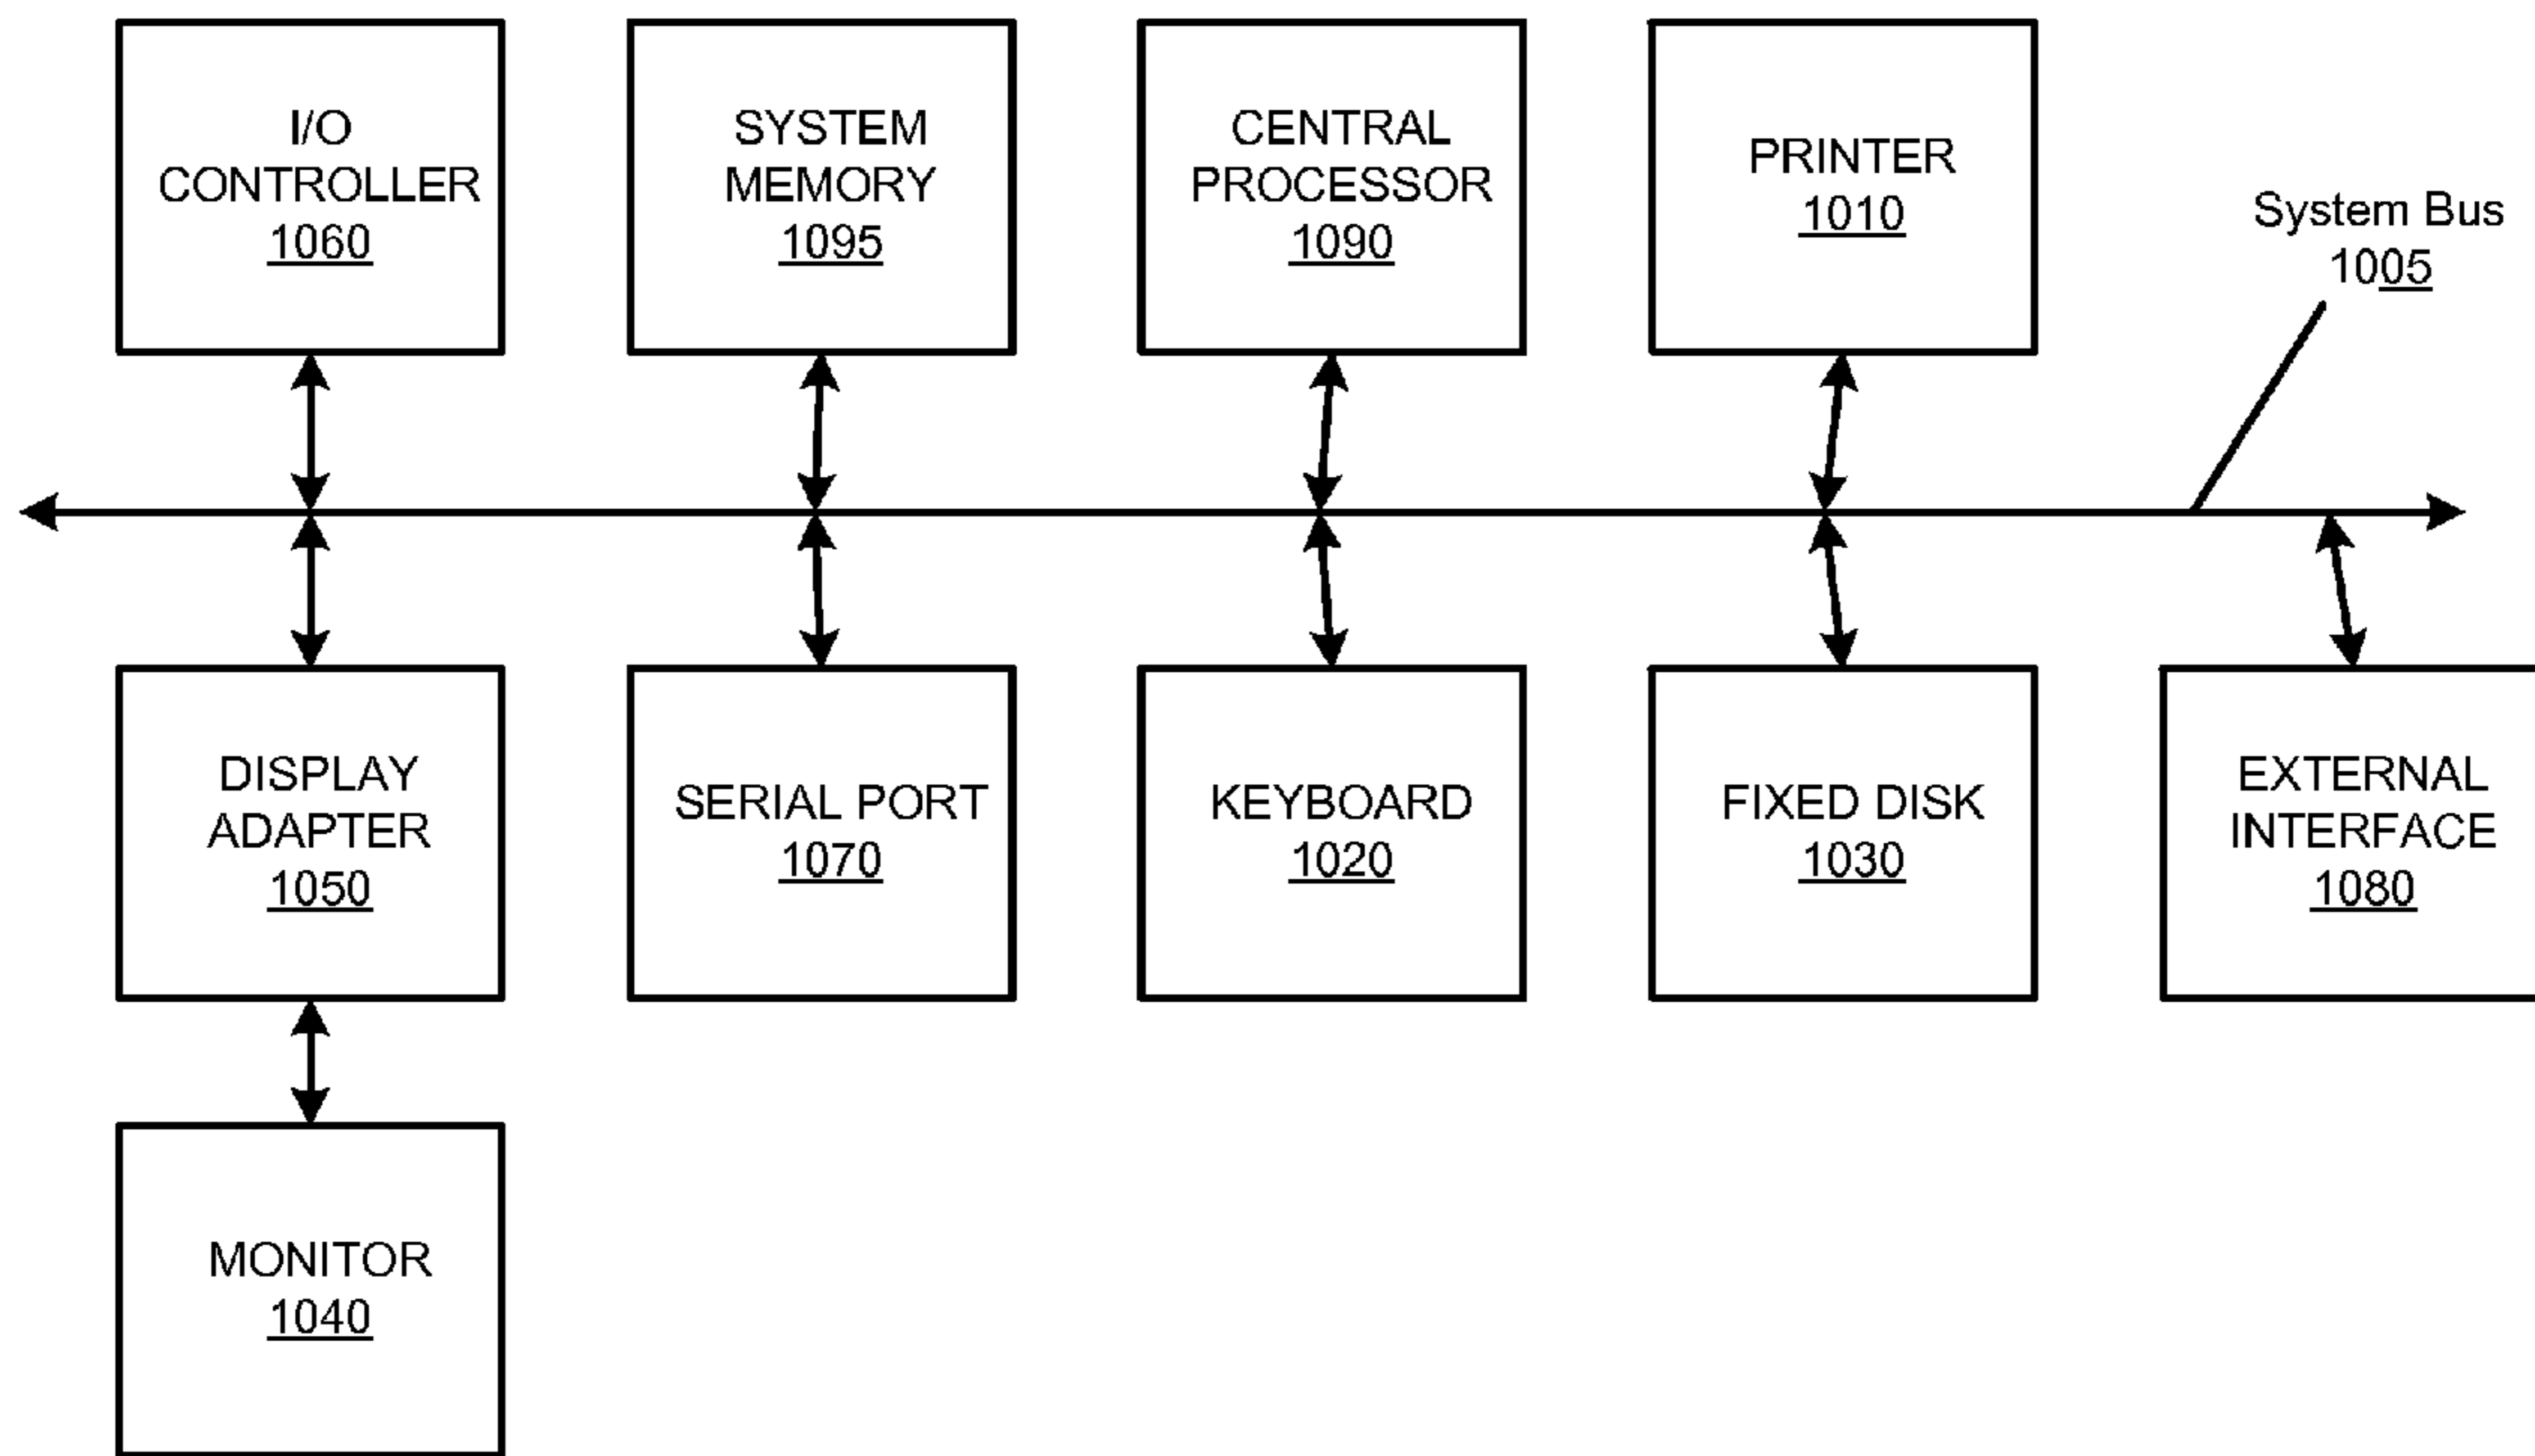 I/O
CONTROLLER
1060
SYSTEM
MEMORY
1095
CENTRAL
PROCESSOR
1090
PRINTER
1010
System Bus
1005
DISPLAY
ADAPTER
1050
SERIAL PORT
1070
KEYBOARD
1020
FIXED DISK
1030
EXTERNAL
INTERFACE
1080
MONITOR
1040